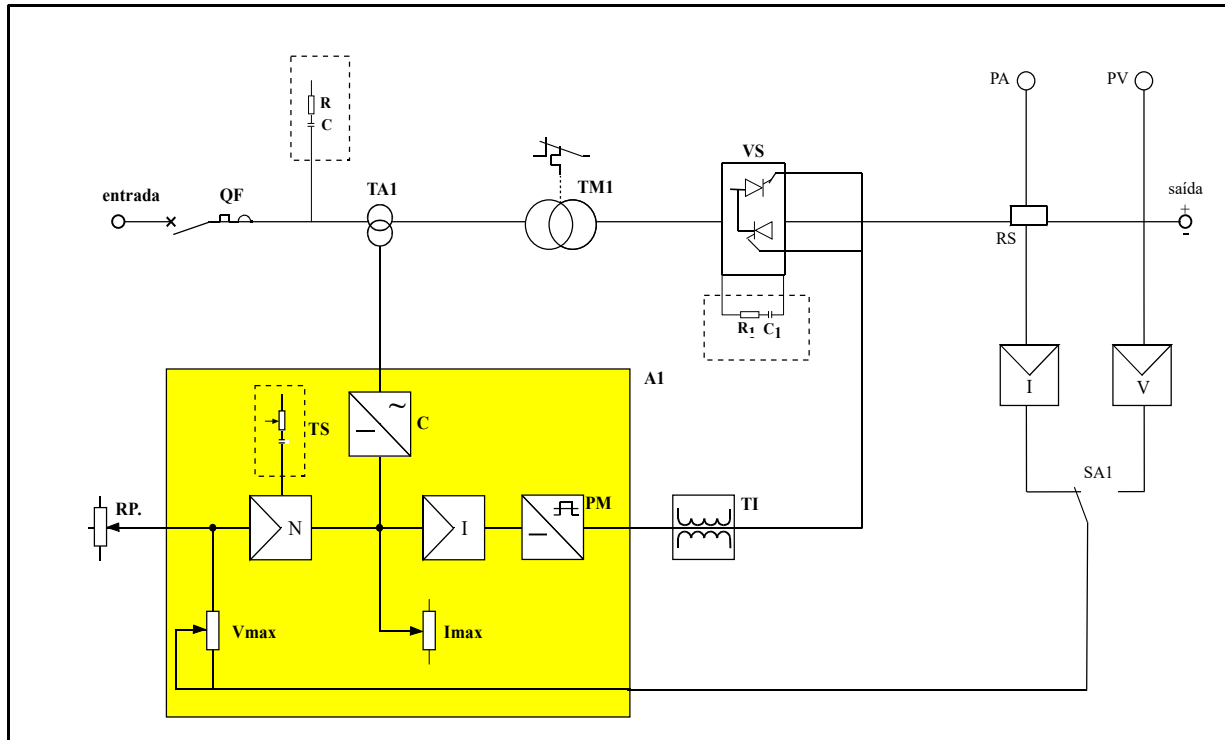 PA
PV
R
C
entrada
QF
TA1
TM1
VS
saída
+
-
RS
R1
C1
A1
~
C
TS
I
V
SA1
RP.
N
I
PM
TI
Vmax
Imax